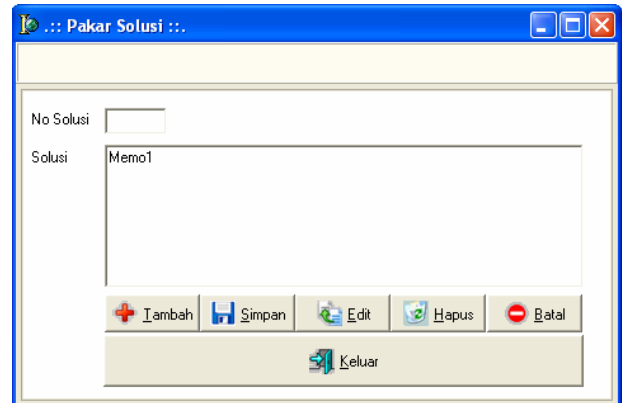 .:: Pakar Solusi ::.
No Solusi
Solusi
Memo1
Tambah Simpan Edit Hapus Batal
Keluar